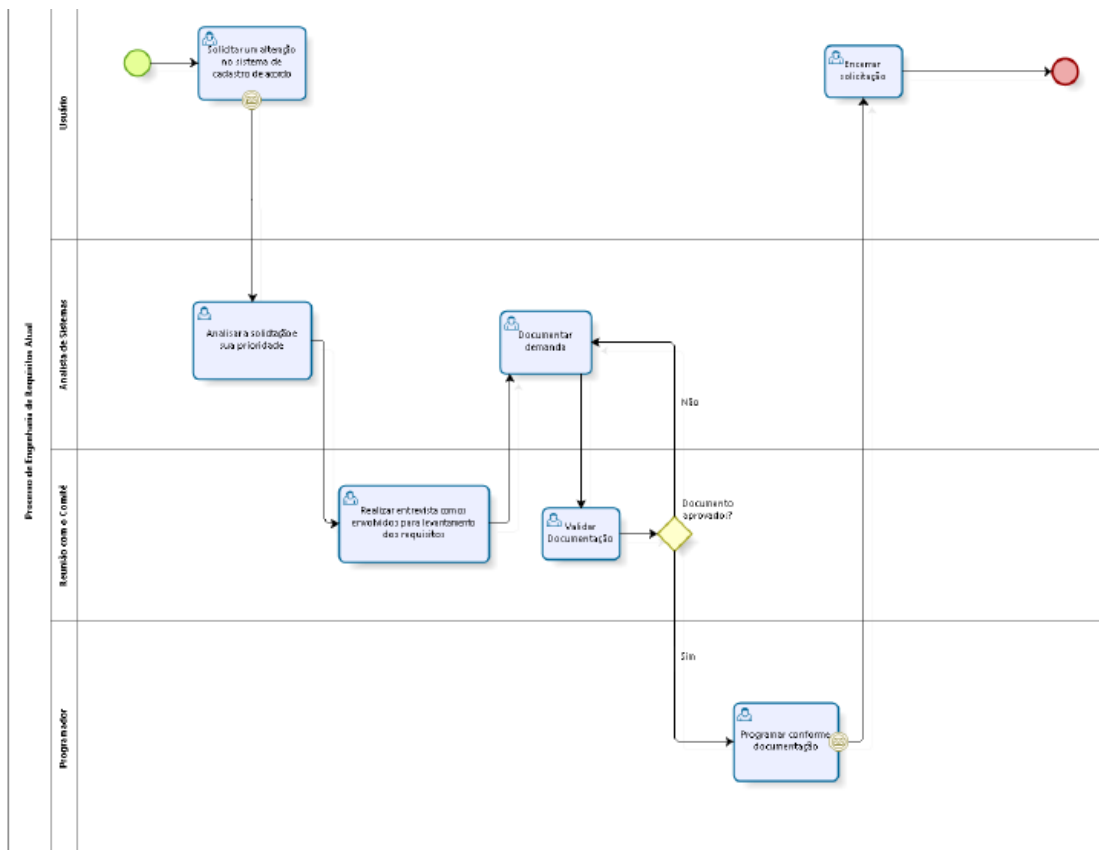 Processo de Engenharia de Requisitos Atual
Usuário
Solicitar um alteração
no sistema de
cadastro de acordo
Encerrar
solicitação
Analista de Sistemas
Analisar a solicitação e
sua prioridade
Documentar
demanda
Não
Reunião com o Comitê
Realizar entrevista com os
envolvidos para levantamento
dos requisitos
Validar
Documentação
Documento
aprovado!?
Sim
Programador
Programar conforme
documentação